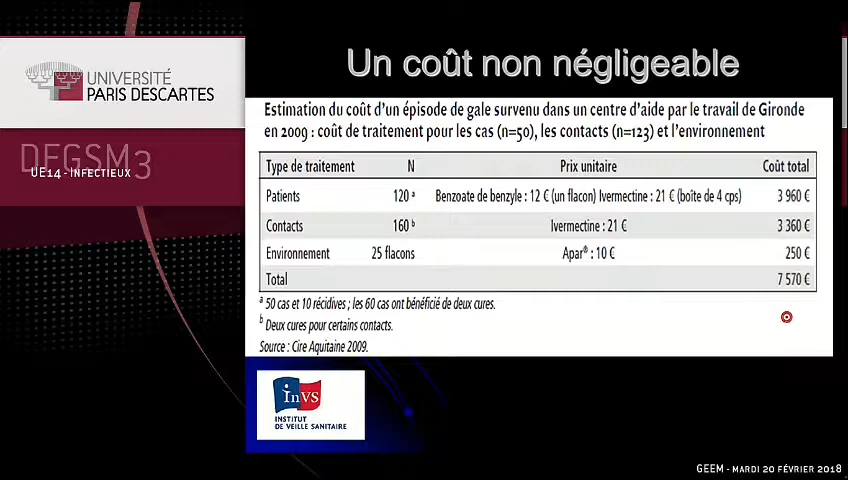 Un coût non négligeable
UNIVERSITÉ
PARIS DESCARTES
DFGSM3
UE14 - INFECTIEUX
Estimation du coût d'un épisode de gale survenu dans un centre d'aide par le travail de Gironde
en 2009 : coût de traitement pour les cas (n=50), les contacts (n=123) et l'environnement
Type de traitement N Prix unitaire Coût total
Patients 120 a Benzoate de benzyle : 12 € (un flacon) Ivermectine : 21 € (boîte de 4 cps) 3 960 €
Contacts 160 b Ivermectine : 21 € 3 360 €
Environnement 25 flacons Apar® : 10 € 250 €
Total 7 570 €
a 50 cas et 10 récidives ; les 60 cas ont bénéficié de deux cures.
b Deux cures pour certains contacts.
Source : Cire Aquitaine 2009.
INVS
INSTITUT
DE VEILLE SANITAIRE
GEEM - MARDI 20 FÉVRIER 2018